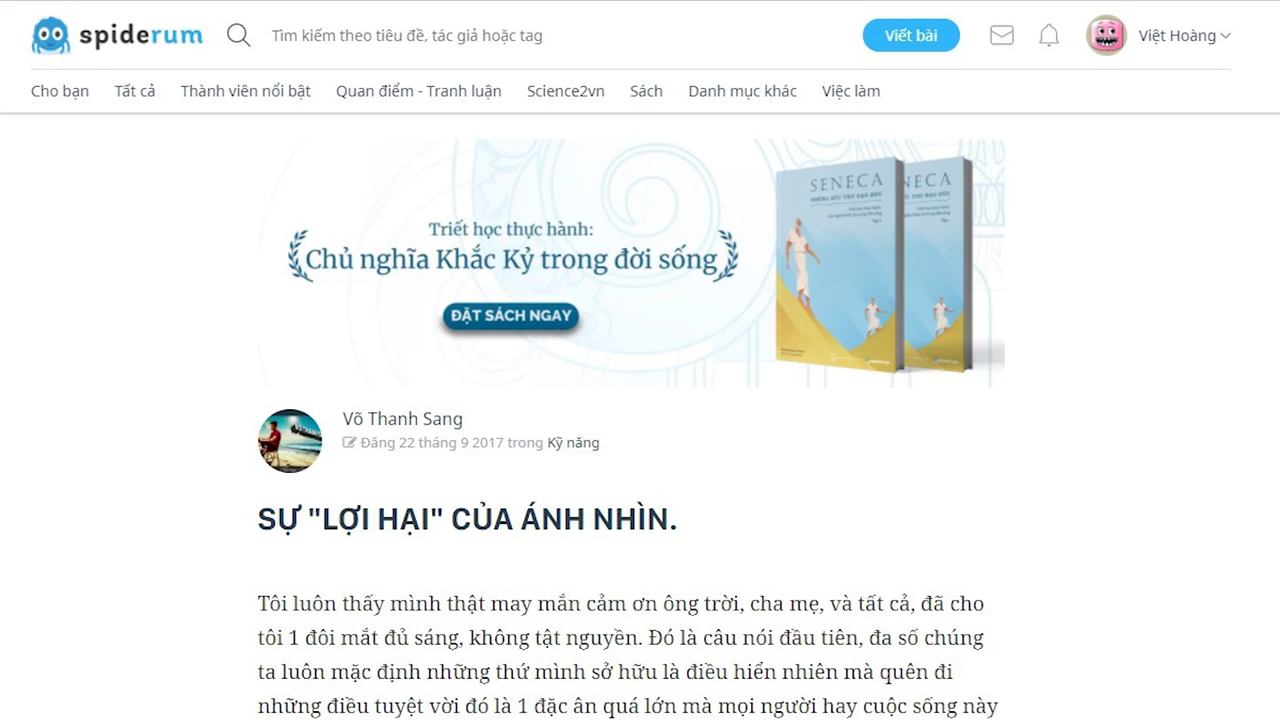 spiderum
Tìm kiếm theo tiêu đề, tác giả hoặc tag
Viết bài
Việt Hoàng
Cho bạn Tất cả Thành viên nổi bật Quan điểm - Tranh luận Science2vn Sách Danh mục khác Việc làm
Triết học thực hành:
Chủ nghĩa Khắc Kỷ trong đời sống
ĐẶT SÁCH NGAY
SENECA
NHỮNG BỨC THƯ ĐẠO ĐỨC
NECA
Võ Thanh Sang
Đăng 22 tháng 9 2017 trong Kỹ năng
SỰ "LỢI HẠI" CỦA ÁNH NHÌN.
Tôi luôn thấy mình thật may mắn cảm ơn ông trời, cha mẹ, và tất cả, đã cho
tôi 1 đôi mắt đủ sáng, không tật nguyền. Đó là câu nói đầu tiên, đa số chúng
ta luôn mặc định những thứ mình sở hữu là điều hiển nhiên mà quên đi
những điều tuyệt vời đó là 1 đặc ân quá lớn mà mọi người hay cuộc sống này